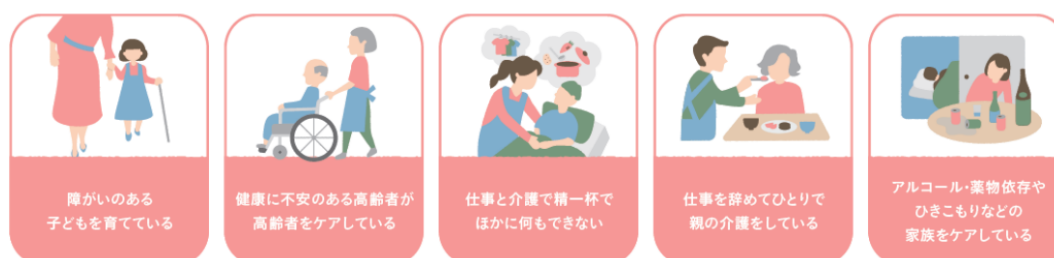 障がいのある
子どもを育てている
健康に不安のある高齢者が
高齢者をケアしている
仕事と介護で精一杯で
ほかに何もできない
仕事を辞めてひとりで
親の介護をしている
アルコール・薬物依存や
ひきこもりなどの
家族をケアしている